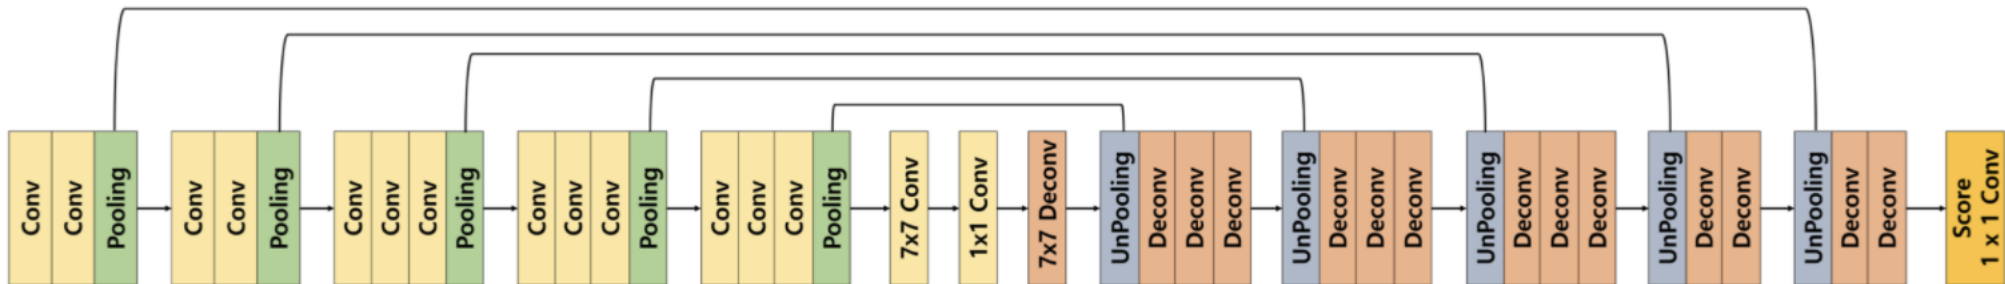 Conv
Conv
Pooling
Conv
Conv
Pooling
Conv
Conv
Conv
Pooling
Conv
Conv
Conv
Pooling
Conv
Conv
Conv
Pooling
7x7 Conv
1x1 Conv
7x7 Deconv
UnPooling
Deconv
Deconv
Deconv
UnPooling
Deconv
Deconv
Deconv
UnPooling
Deconv
Deconv
Deconv
UnPooling
Deconv
Deconv
UnPooling
Deconv
Deconv
Score
1 x 1 Conv